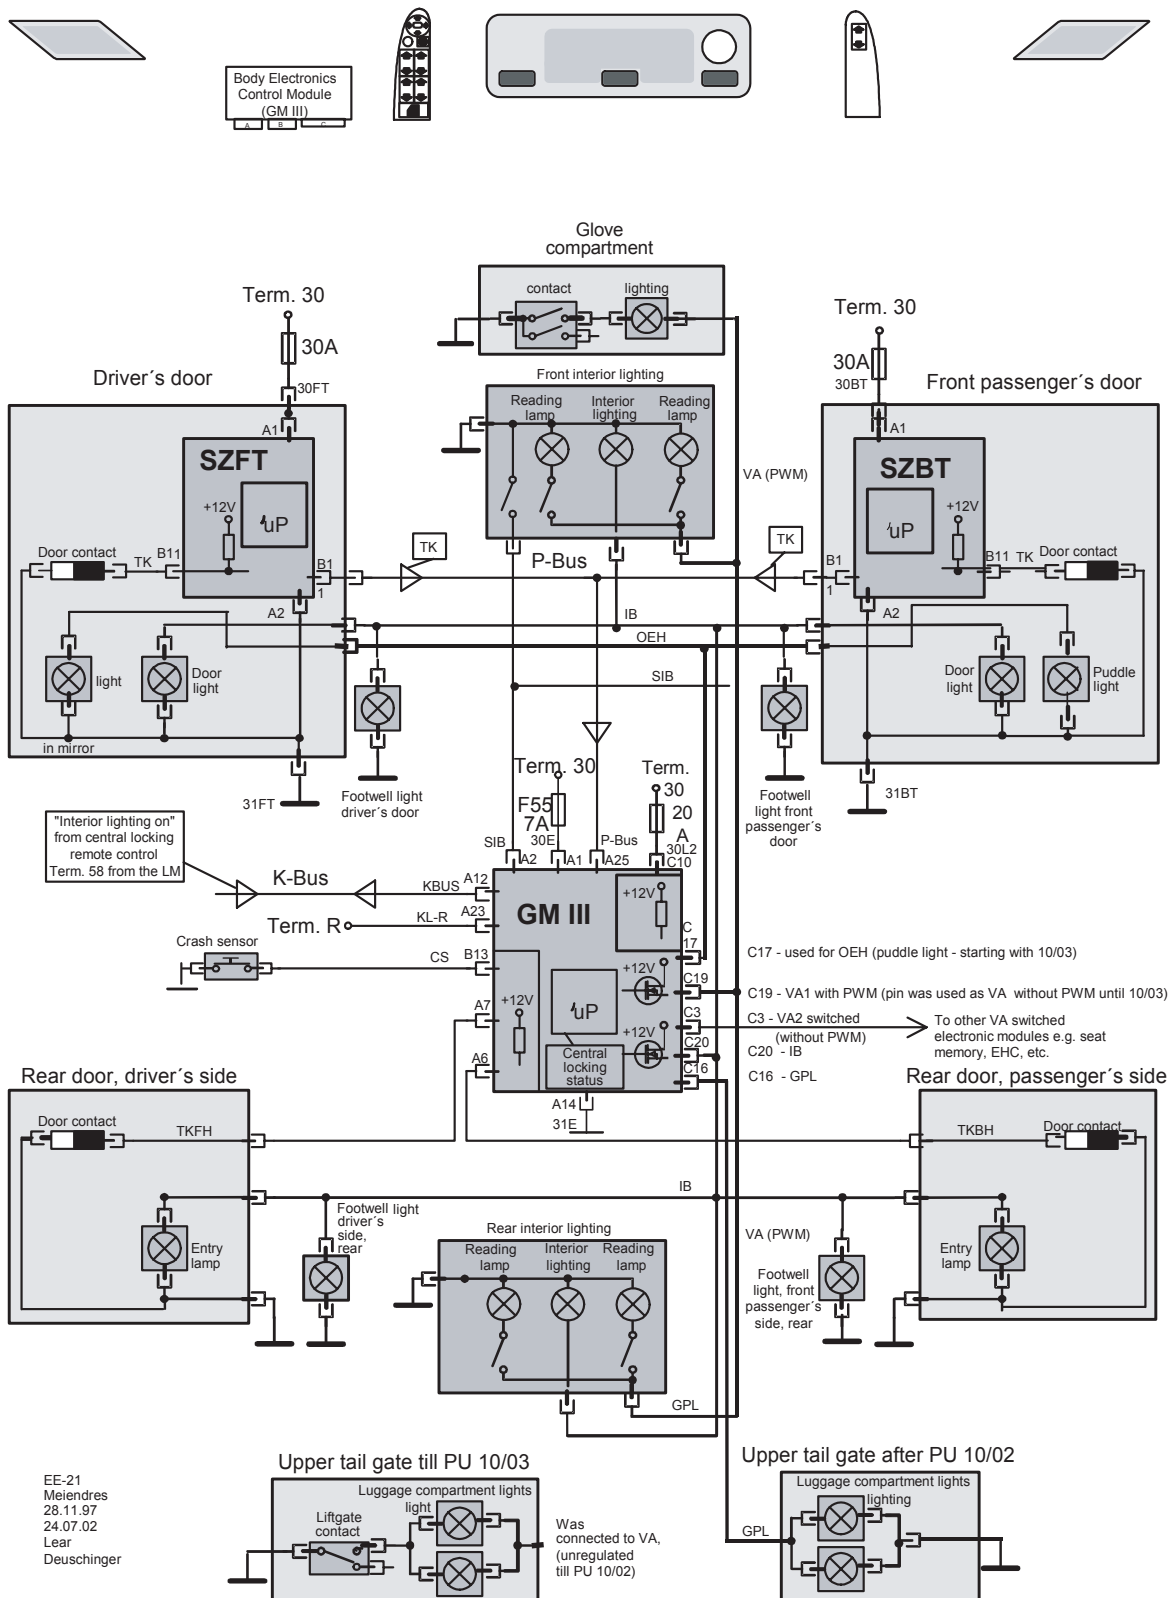 Body Electronics
Control Module
(GM III)
A
B
C
Glove
compartment
contact
lighting
Term. 30
30A
30FT
Driver´s door
A1
SZFT
+12V
uP
Door contact
TK
B11
B1
1
A2
light
Door
light
in mirror
31FT
Front interior lighting
Reading
lamp
Interior
lighting
Reading
lamp
VA (PWM)
TK
P-Bus
TK
IB
OEH
SIB
Term. 30
30A
30BT
Front passenger´s door
A1
SZBT
+12V
uP
B1
1
B11
TK
Door contact
A2
Door
light
Puddle
light
31BT
Footwell light
driver´s door
Footwell
light front
passenger´s
door
"Interior lighting on"
from central locking
remote control
Term. 58 from the LM
K-Bus
Term. R
Crash sensor
Term. 30
F55
7A
30E
Term.
30
20
A
30L2
C10
SIB
A2
A1
P-Bus
A25
KBUS
A12
KL-R
A23
CS
B13
A7
A6
GM III
+12V
+12V
uP
Central
locking
status
+12V
+12V
C
17
C19
C3
C20
C16
A14
31E
C17 - used for OEH (puddle light - starting with 10/03)
C19 - VA1 with PWM (pin was used as VA without PWM until 10/03)
C3 - VA2 switched
(without PWM)
To other VA switched
electronic modules e.g. seat
memory, EHC, etc.
C20 - IB
C16 - GPL
Rear door, driver´s side
Door contact
TKFH
Entry
lamp
Rear door, passenger´s side
TKBH
Door contact
Entry
lamp
IB
Footwell light
driver´s
side,
rear
Rear interior lighting
Reading
lamp
Interior
lighting
Reading
lamp
VA (PWM)
Footwell
light, front
passenger´s
side, rear
GPL
EE-21
Meiendres
28.11.97
24.07.02
Lear
Deuschinger
Upper tail gate till PU 10/03
Luggage compartment lights
light
Liftgate
contact
Was
connected to VA,
(unregulated
till PU 10/02)
Upper tail gate after PU 10/02
Luggage compartment lights
lighting
GPL